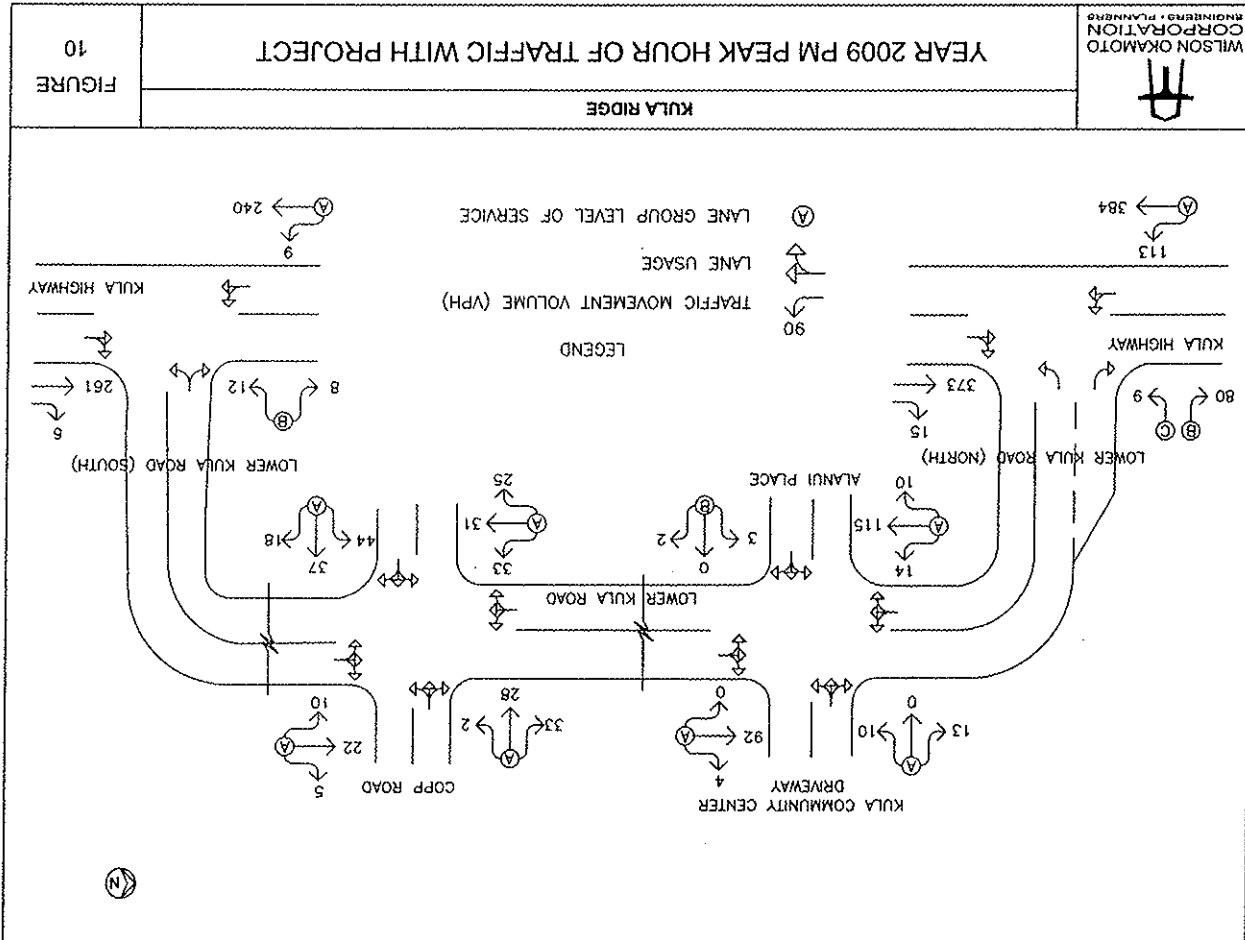 N
KULA COMMUNITY CENTER
DRIVEWAY
COPP ROAD
13
0
10
A
4
92
0
A
33
28
2
A
5
22
10
A
LOWER KULA ROAD
14
115
10
A
ALANUI PLACE
3
0
2
B
33
31
25
A
44
37
18
A
LOWER KULA ROAD (NORTH)
LOWER KULA ROAD (SOUTH)
80
9
B
C
15
373
8
12
B
5
261
KULA HIGHWAY
KULA HIGHWAY
113
384
A
9
240
A
LEGEND
90
TRAFFIC MOVEMENT VOLUME (VPH)
LANE USAGE
A
LANE GROUP LEVEL OF SERVICE
WILSON OKAMOTO
CORPORATION
ENGINEERS • PLANNERS
KULA RIDGE
YEAR 2009 PM PEAK HOUR OF TRAFFIC WITH PROJECT
FIGURE
10